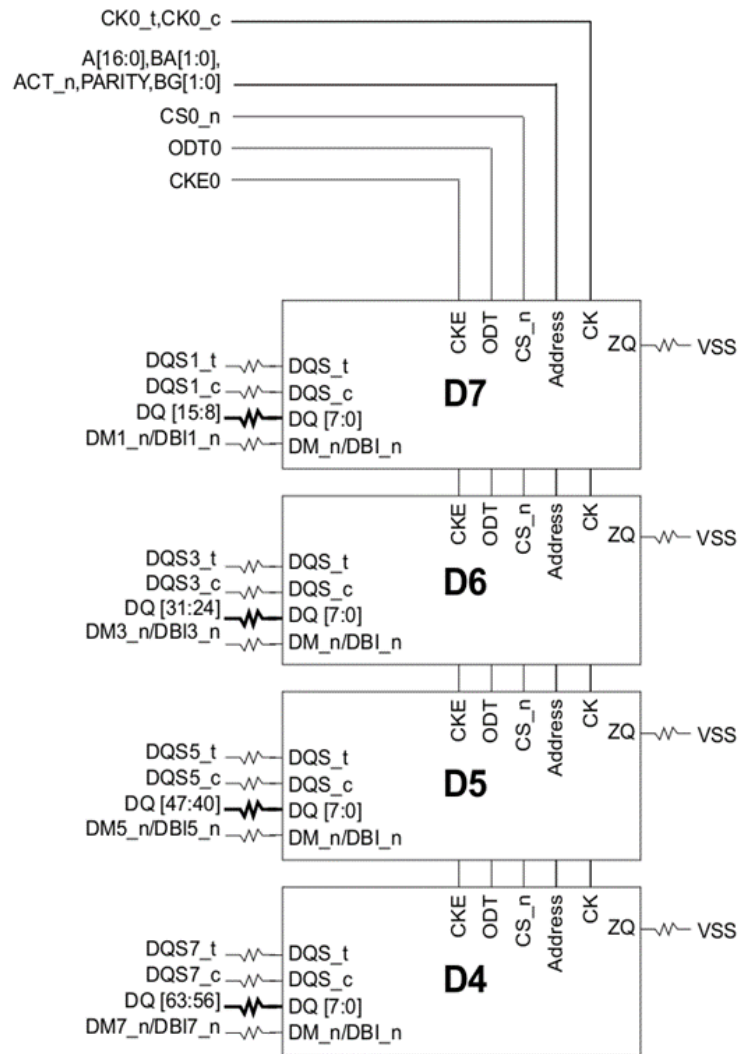 CK0_t,CK0_c
A[16:0],BA[1:0],
ACT_n,PARITY,BG[1:0]
CS0_n
ODT0
CKE0
CKE
ODT
CS_n
Address
CK
ZQ
VSS
DQS1_t
DQS_t
DQS1_c
DQS_c
D7
DQ [15:8]
DQ [7:0]
DM1_n/DBI1_n
DM_n/DBI_n
CKE
ODT
CS_n
Address
CK
ZQ
VSS
DQS3_t
DQS_t
DQS3_c
DQS_c
D6
DQ [31:24]
DQ [7:0]
DM3_n/DBI3_n
DM_n/DBI_n
CKE
ODT
CS_n
Address
CK
ZQ
VSS
DQS5_t
DQS_t
DQS5_c
DQS_c
D5
DQ [47:40]
DQ [7:0]
DM5_n/DBI5_n
DM_n/DBI_n
CKE
ODT
CS_n
Address
CK
ZQ
VSS
DQS7_t
DQS_t
DQS7_c
DQS_c
D4
DQ [63:56]
DQ [7:0]
DM7_n/DBI7_n
DM_n/DBI_n